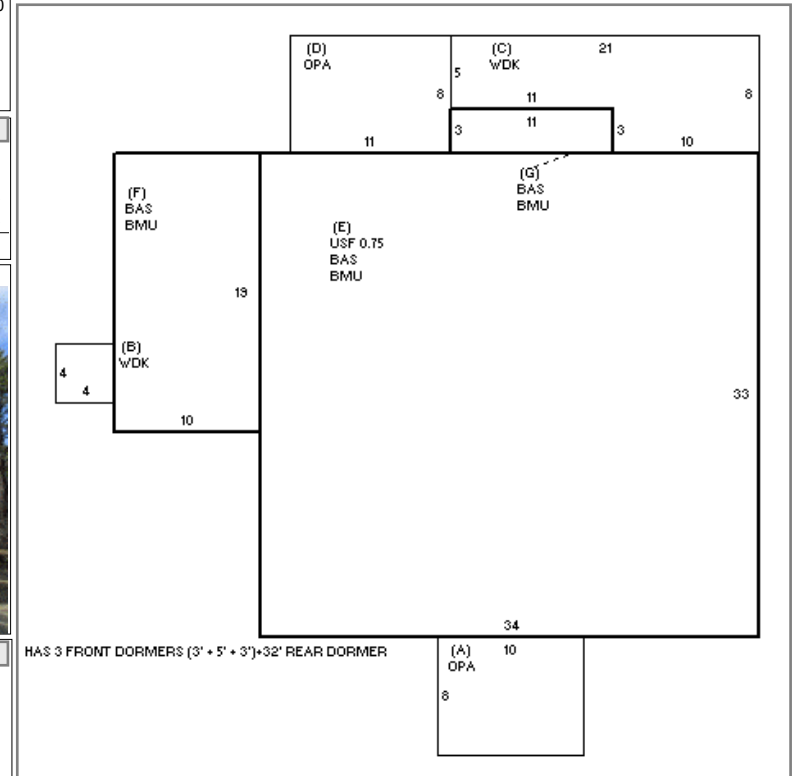 (D)
OPA
(C)
WDK
21
5
8
8
11
11
3
3
11
10
(G)
BAS
BMU
(F)
BAS
BMU
(E)
USF 0.75
BAS
BMU
19
(B)
WDK
4
4
10
33
34
HAS 3 FRONT DORMERS (3' + 5' + 3')+32' REAR DORMER
(A)
OPA
10
8